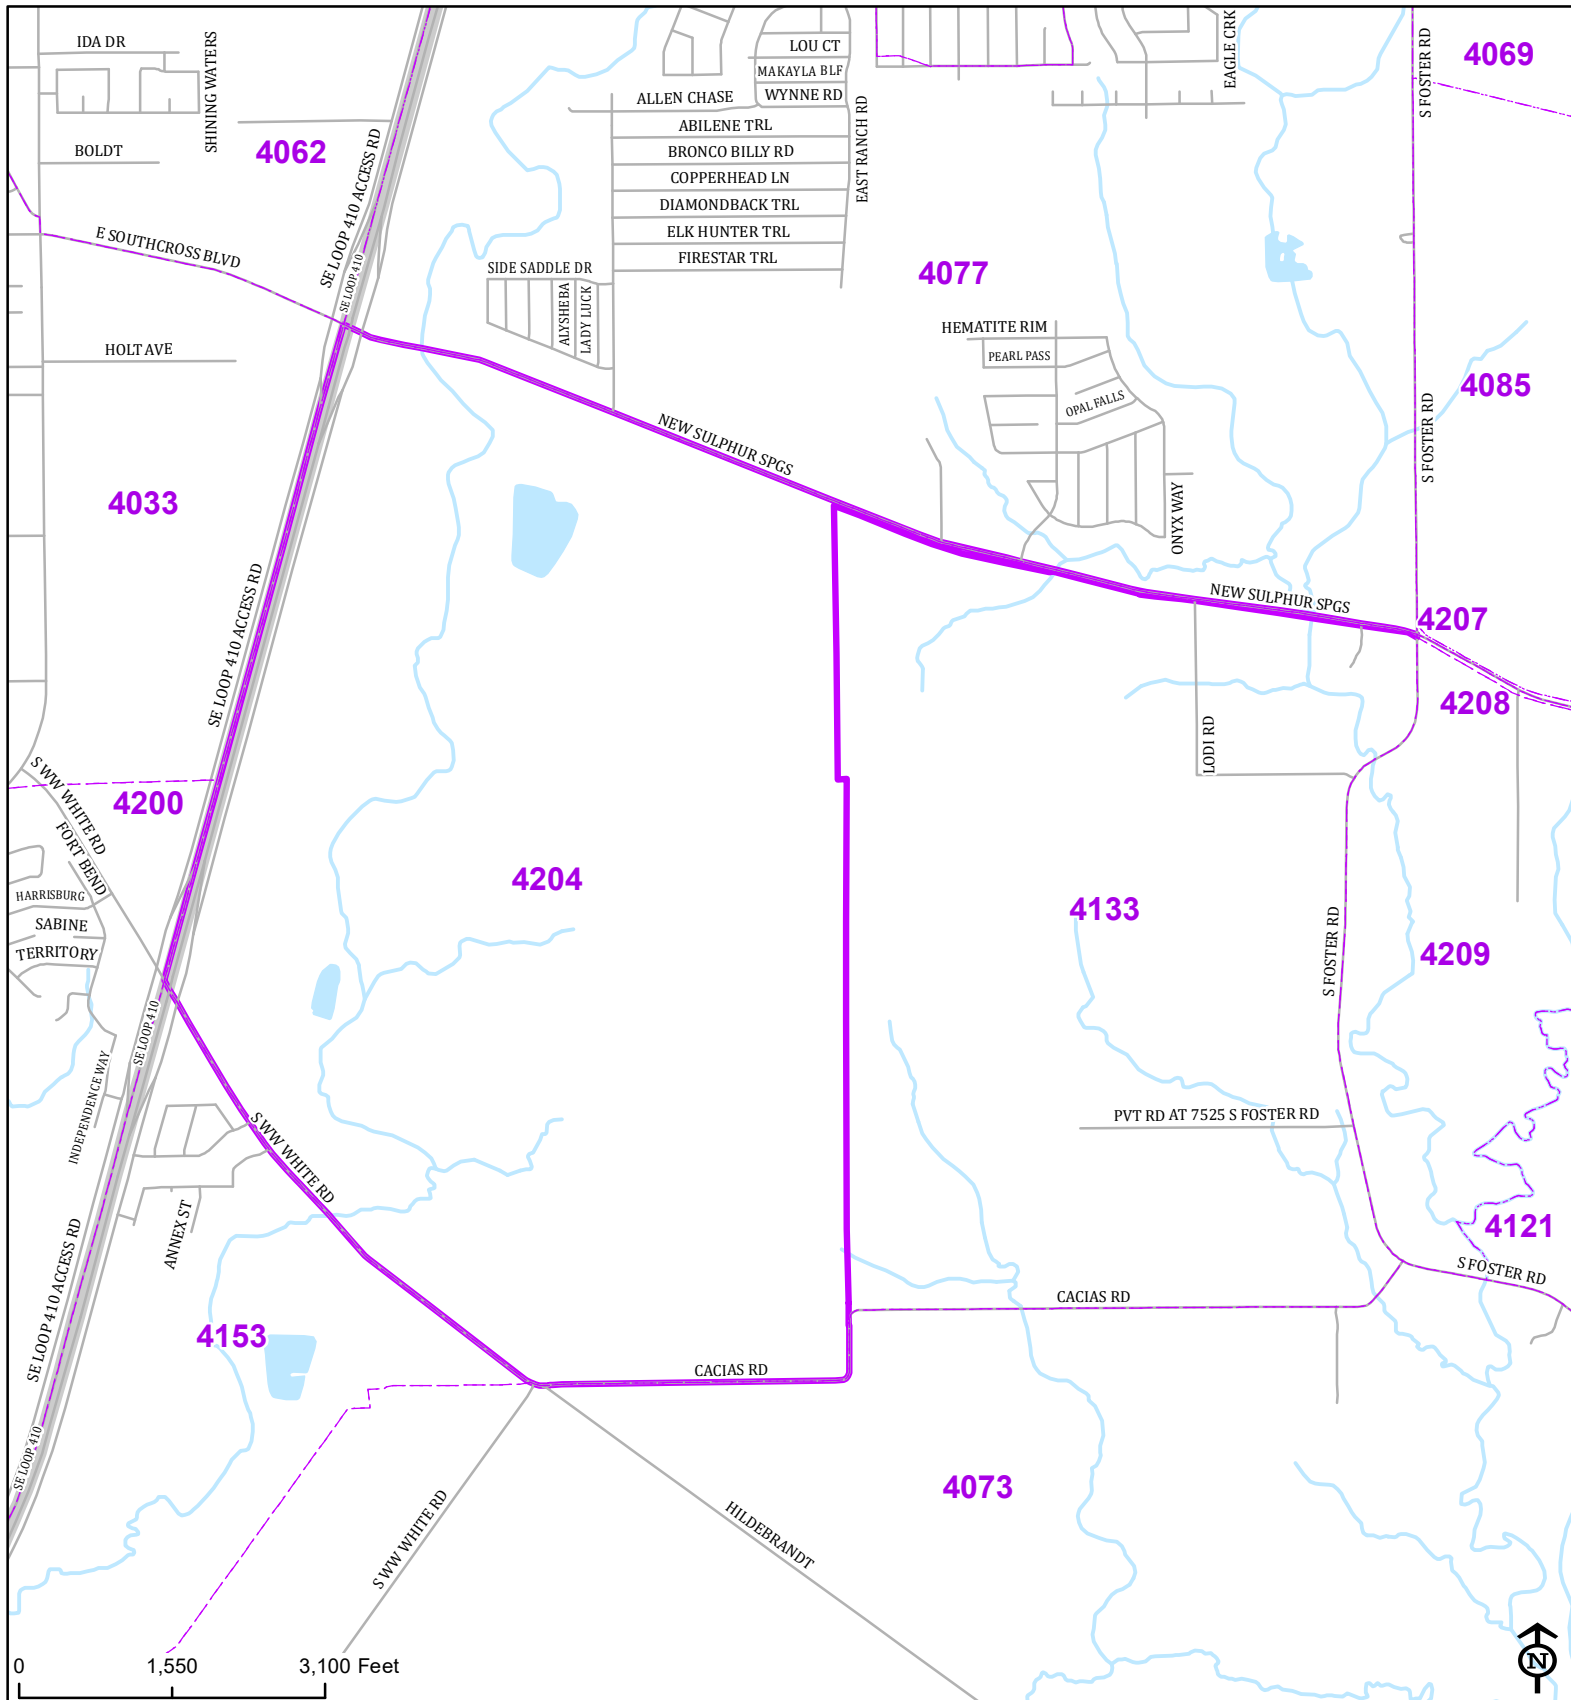 IDA DR
SHINING WATERS
LOU CT
MAKAYLA BLF
WYNNE RD
ALLEN CHASE
EAGLE CRK
S FOSTER RD
4069
ABILENE TRL
BRONCO BILLY RD
COPPERHEAD LN
DIAMONDBACK TRL
ELK HUNTER TRL
FIRESTAR TRL
EAST RANCH RD
BOLDT
4062
SE LOOP 410 ACCESS RD
E SOUTHCROSS BLVD
SE LOOP 410
SIDE SADDLE DR
ALYSHEBA
LADY LUCK
4077
HOLT AVE
HEMATITE RIM
PEARL PASS
OPAL FALLS
4085
S FOSTER RD
NEW SULPHUR SPGS
4033
ONYX WAY
SE LOOP 410 ACCESS RD
NEW SULPHUR SPGS
4207
4208
LODI RD
S WW WHITE RD
4200
FORT BEND
HARRISBURG
SABINE
TERRITORY
4204
4133
S FOSTER RD
4209
SE LOOP 410
INDEPENDENCE WAY
S WW WHITE RD
PVT RD AT 7525 S FOSTER RD
ANNEX ST
4121
S FOSTER RD
SE LOOP 410 ACCESS RD
CACIAS RD
4153
CACIAS RD
SE LOOP 410
4073
S WW WHITE RD
HILDEBRANDT
0 1,550 3,100 Feet
N